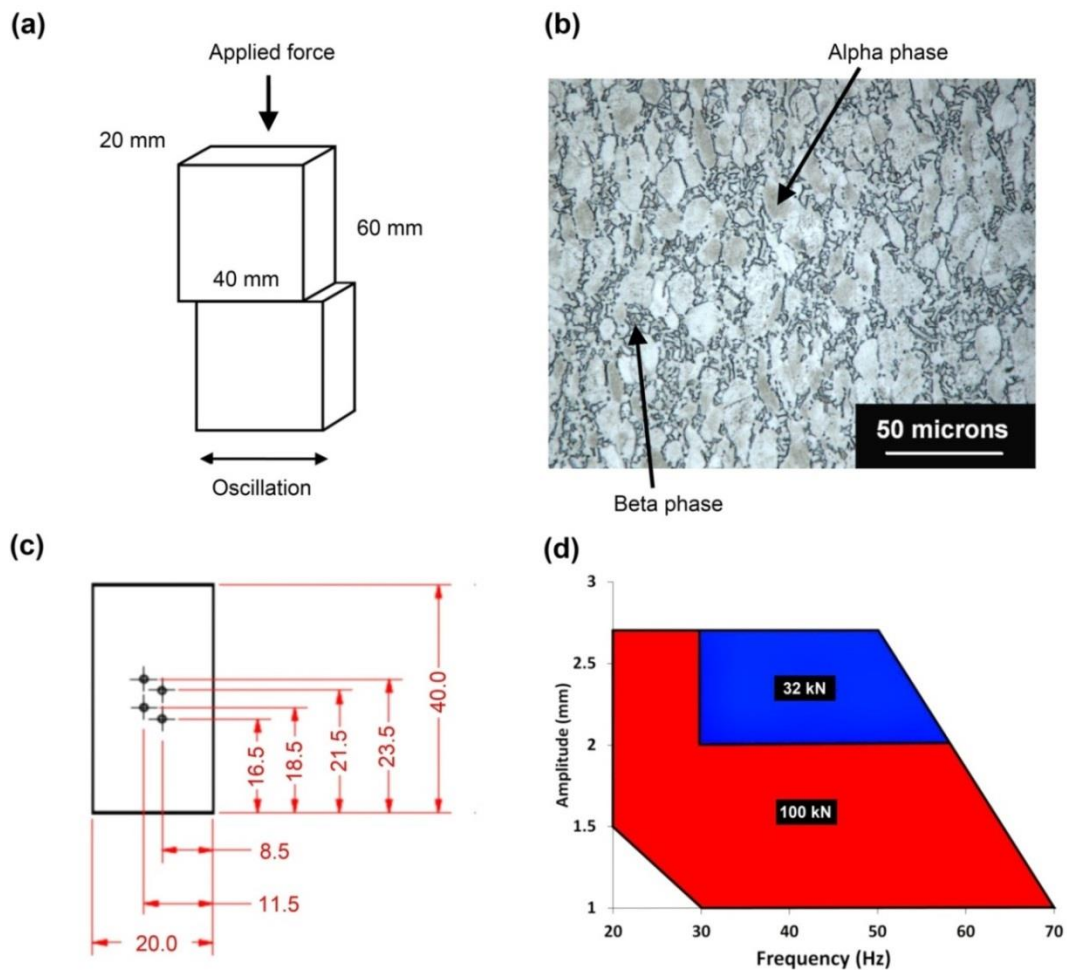 (a)
Applied force
20 mm
60 mm
40 mm
Oscillation
(b)
Alpha phase
50 microns
Beta phase
(c)
16.5
18.5
21.5
23.5
40.0
8.5
11.5
20.0
(d)
3
2.5
2
1.5
1
Amplitude (mm)
32 kN
100 kN
20 30 40 50 60 70
Frequency (Hz)